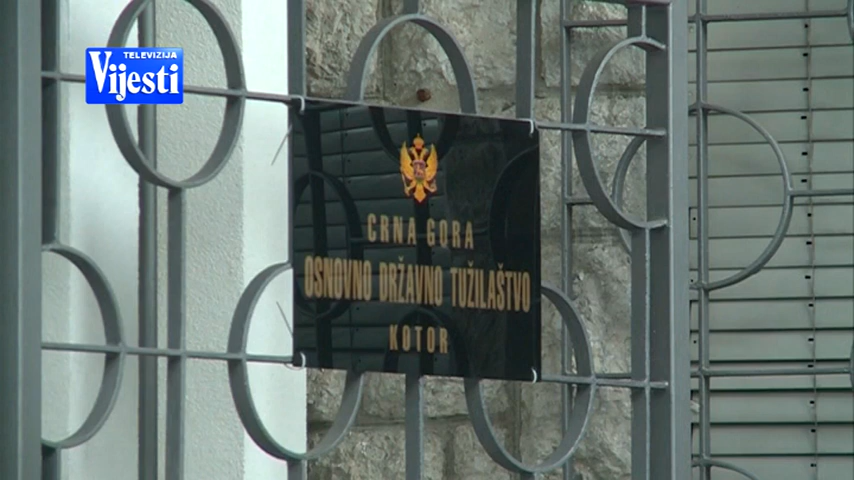 TELEVIZIJA
Vijesti
CRNA GORA
OSNOVNO DRŽAVNO TUŽILAŠTVO
KOTOR